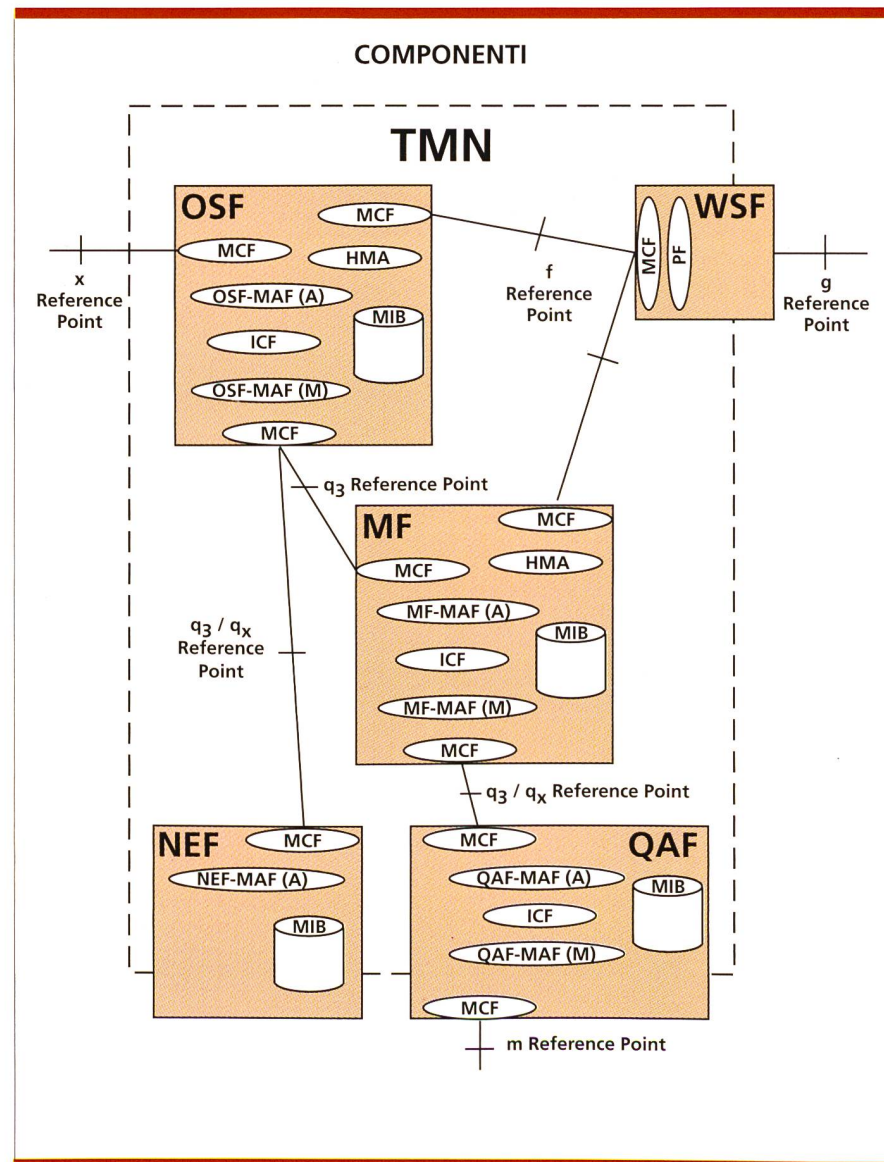 COMPONENTI
TMN
OSF
MCF
MCF
HMA
OSF-MAF (A)
MIB
ICF
OSF-MAF (M)
MCF
WSF
MCF
PF
x
Reference
Point
f
Reference
Point
g
Reference
Point
q3 Reference Point
MF
MCF
MCF
HMA
MF-MAF (A)
MIB
ICF
MF-MAF (M)
MCF
q3 / qx
Reference
Point
q3 / qx Reference Point
NEF
MCF
NEF-MAF (A)
MIB
QAF
MCF
QAF-MAF (A)
MIB
ICF
QAF-MAF (M)
MCF
m Reference Point